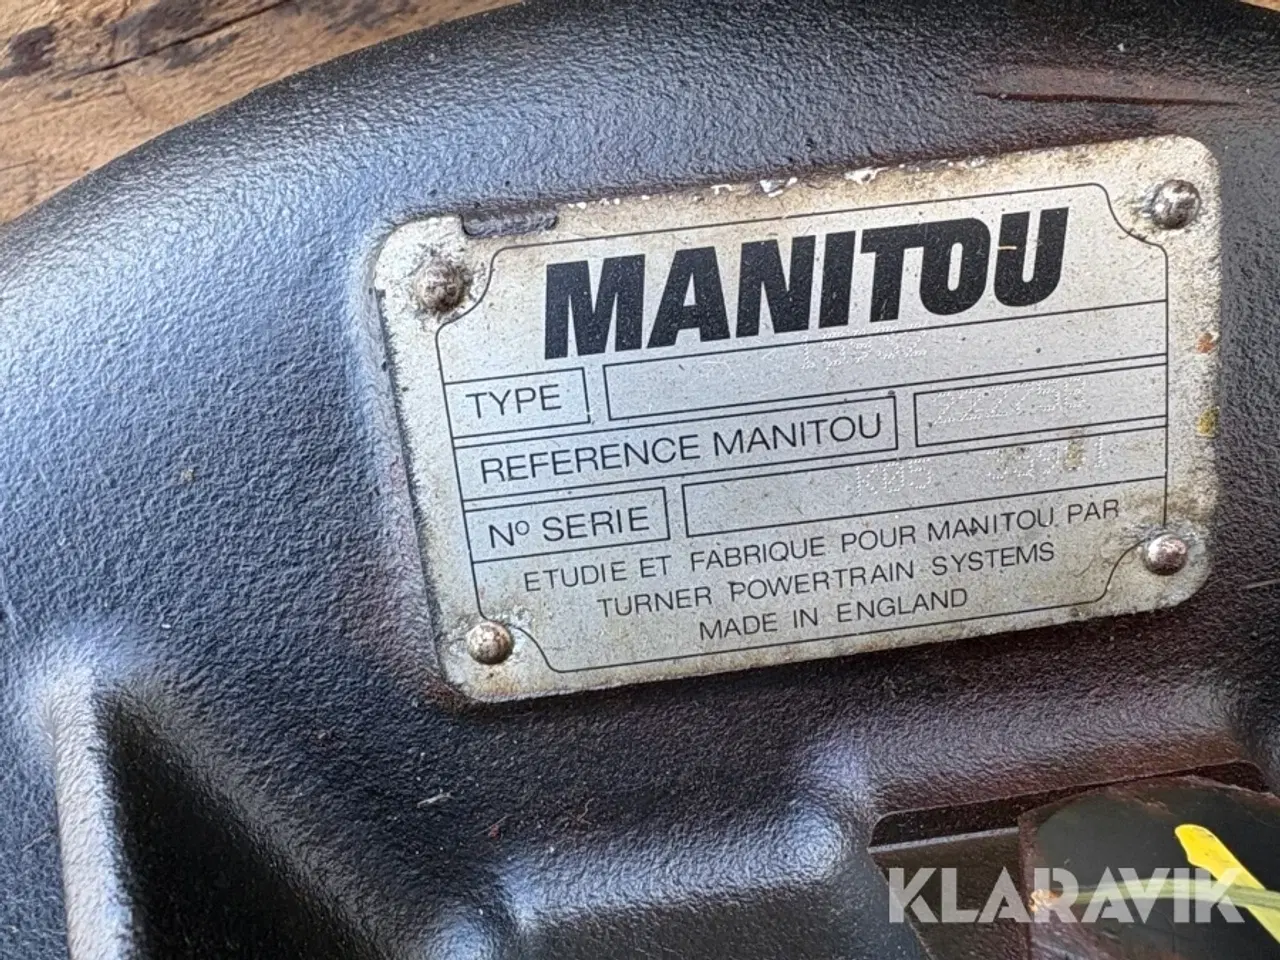 MANITOU
TYPE
REFERENCE MANITOU
Nº SERIE K05
ETUDIE ET FABRIQUE POUR MANITOU PAR
TURNER POWERTRAIN SYSTEMS
MADE IN ENGLAND
KLARAVIK